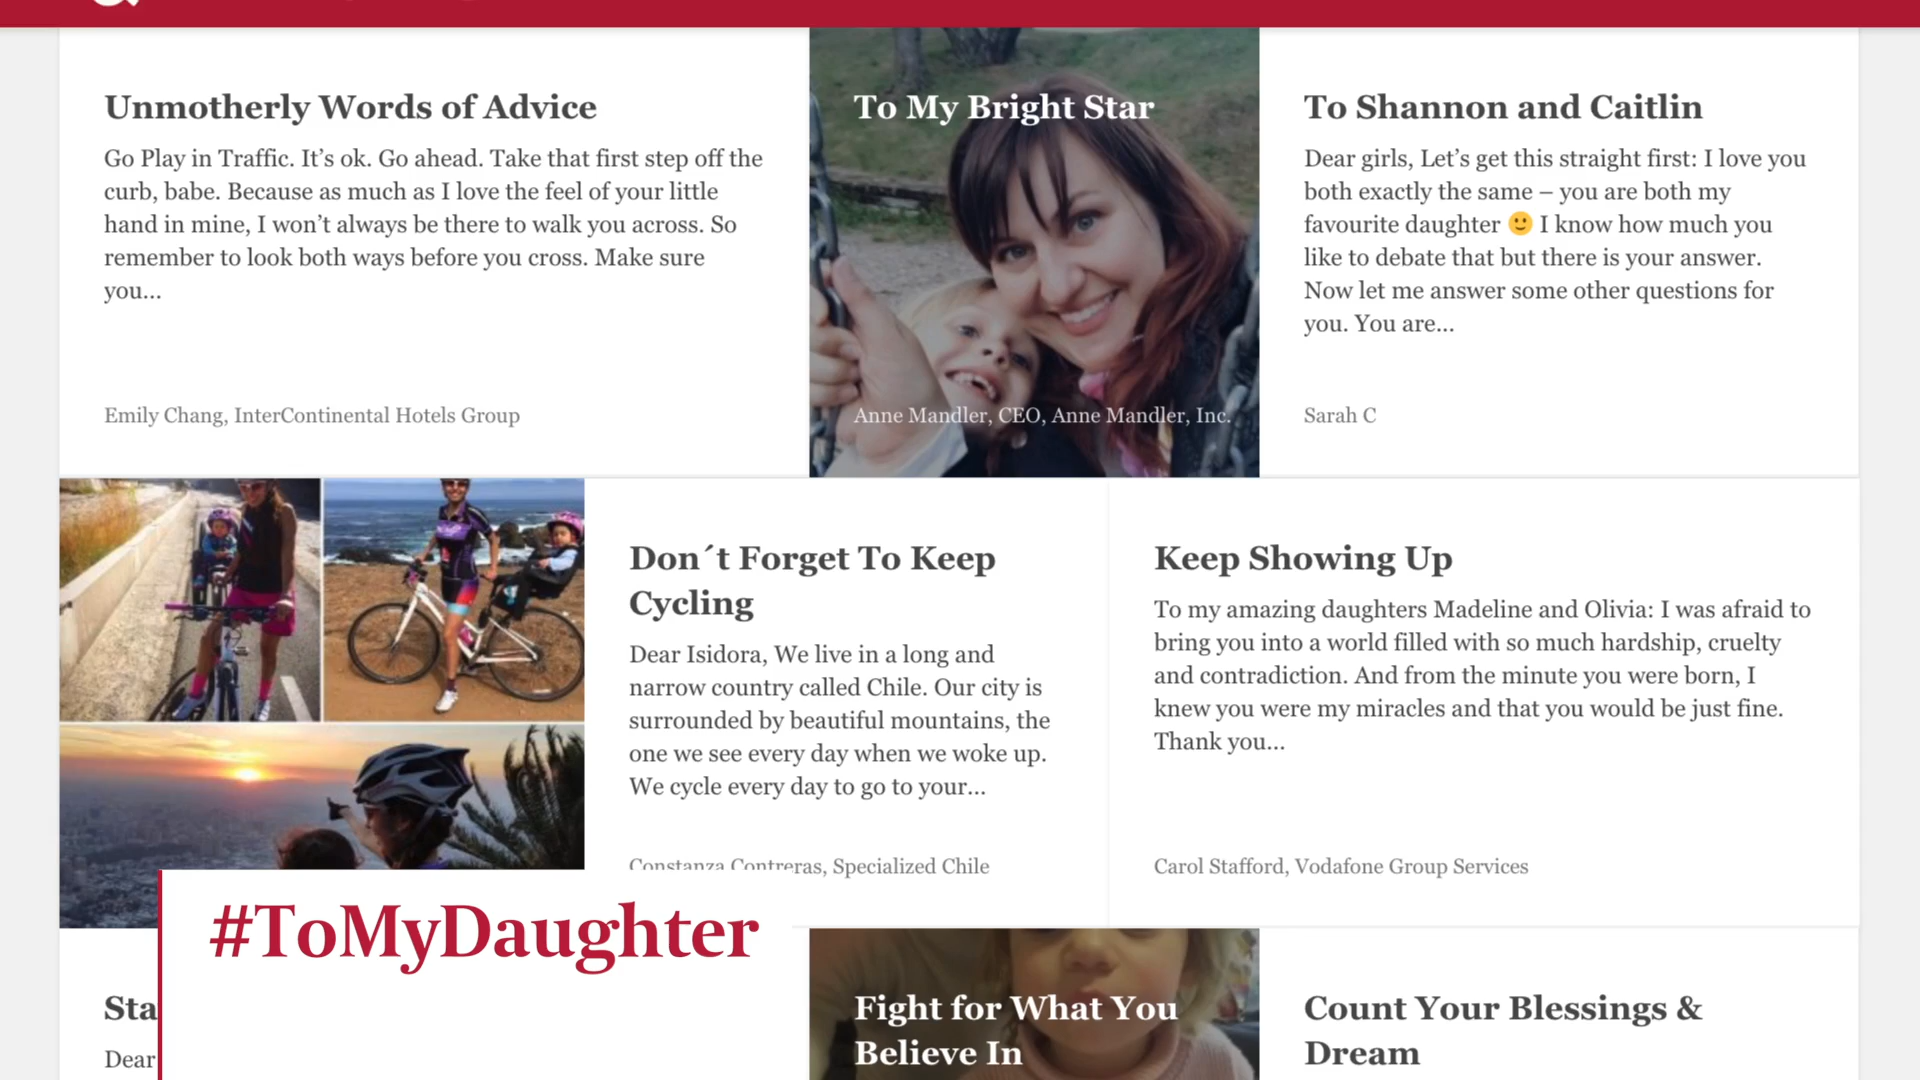 Unmotherly Words of Advice
Go Play in Traffic. It’s ok. Go ahead. Take that first step off the
curb, babe. Because as much as I love the feel of your little
hand in mine, I won’t always be there to walk you across. So
remember to look both ways before you cross. Make sure
you...
Emily Chang, InterContinental Hotels Group
To My Bright Star
Anne Mandler, CEO, Anne Mandler, Inc.
To Shannon and Caitlin
Dear girls, Let’s get this straight first: I love you
both exactly the same – you are both my
favourite daughter 🙂 I know how much you
like to debate that but there is your answer.
Now let me answer some other questions for
you. You are...
Sarah C
Don´t Forget To Keep
Cycling
Dear Isidora, We live in a long and
narrow country called Chile. Our city is
surrounded by beautiful mountains, the
one we see every day when we woke up.
We cycle every day to go to your...
Constanza Contreras, Specialized Chile
Keep Showing Up
To my amazing daughters Madeline and Olivia: I was afraid to
bring you into a world filled with so much hardship, cruelty
and contradiction. And from the minute you were born, I
knew you were my miracles and that you would be just fine.
Thank you...
Carol Stafford, Vodafone Group Services
#ToMyDaughter
Sta
Dear
Fight for What You
Believe In
Count Your Blessings &
Dream